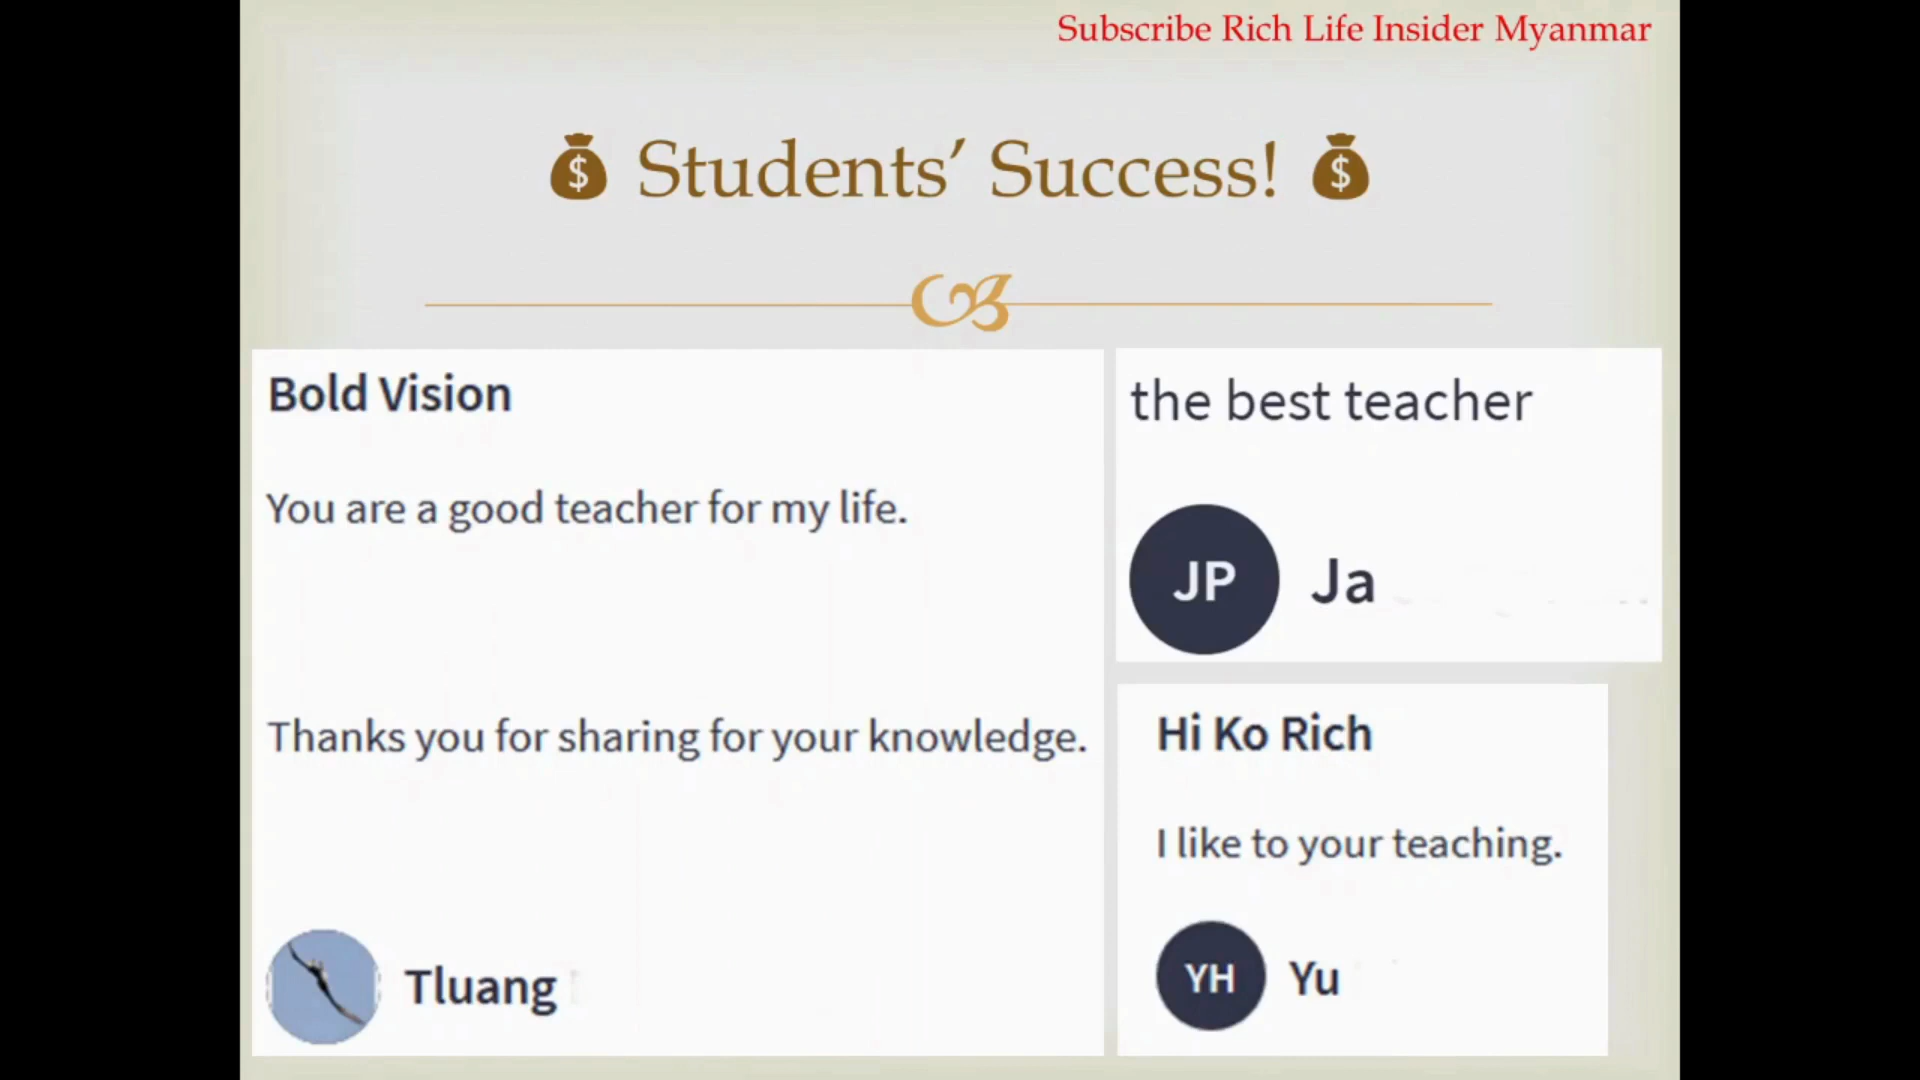 Subscribe Rich Life Insider Myanmar
Students’ Success!
Bold Vision
You are a good teacher for my life.
Thanks you for sharing for your knowledge.
Tluang
the best teacher
JP
Ja
Hi Ko Rich
I like to your teaching.
YH
Yu